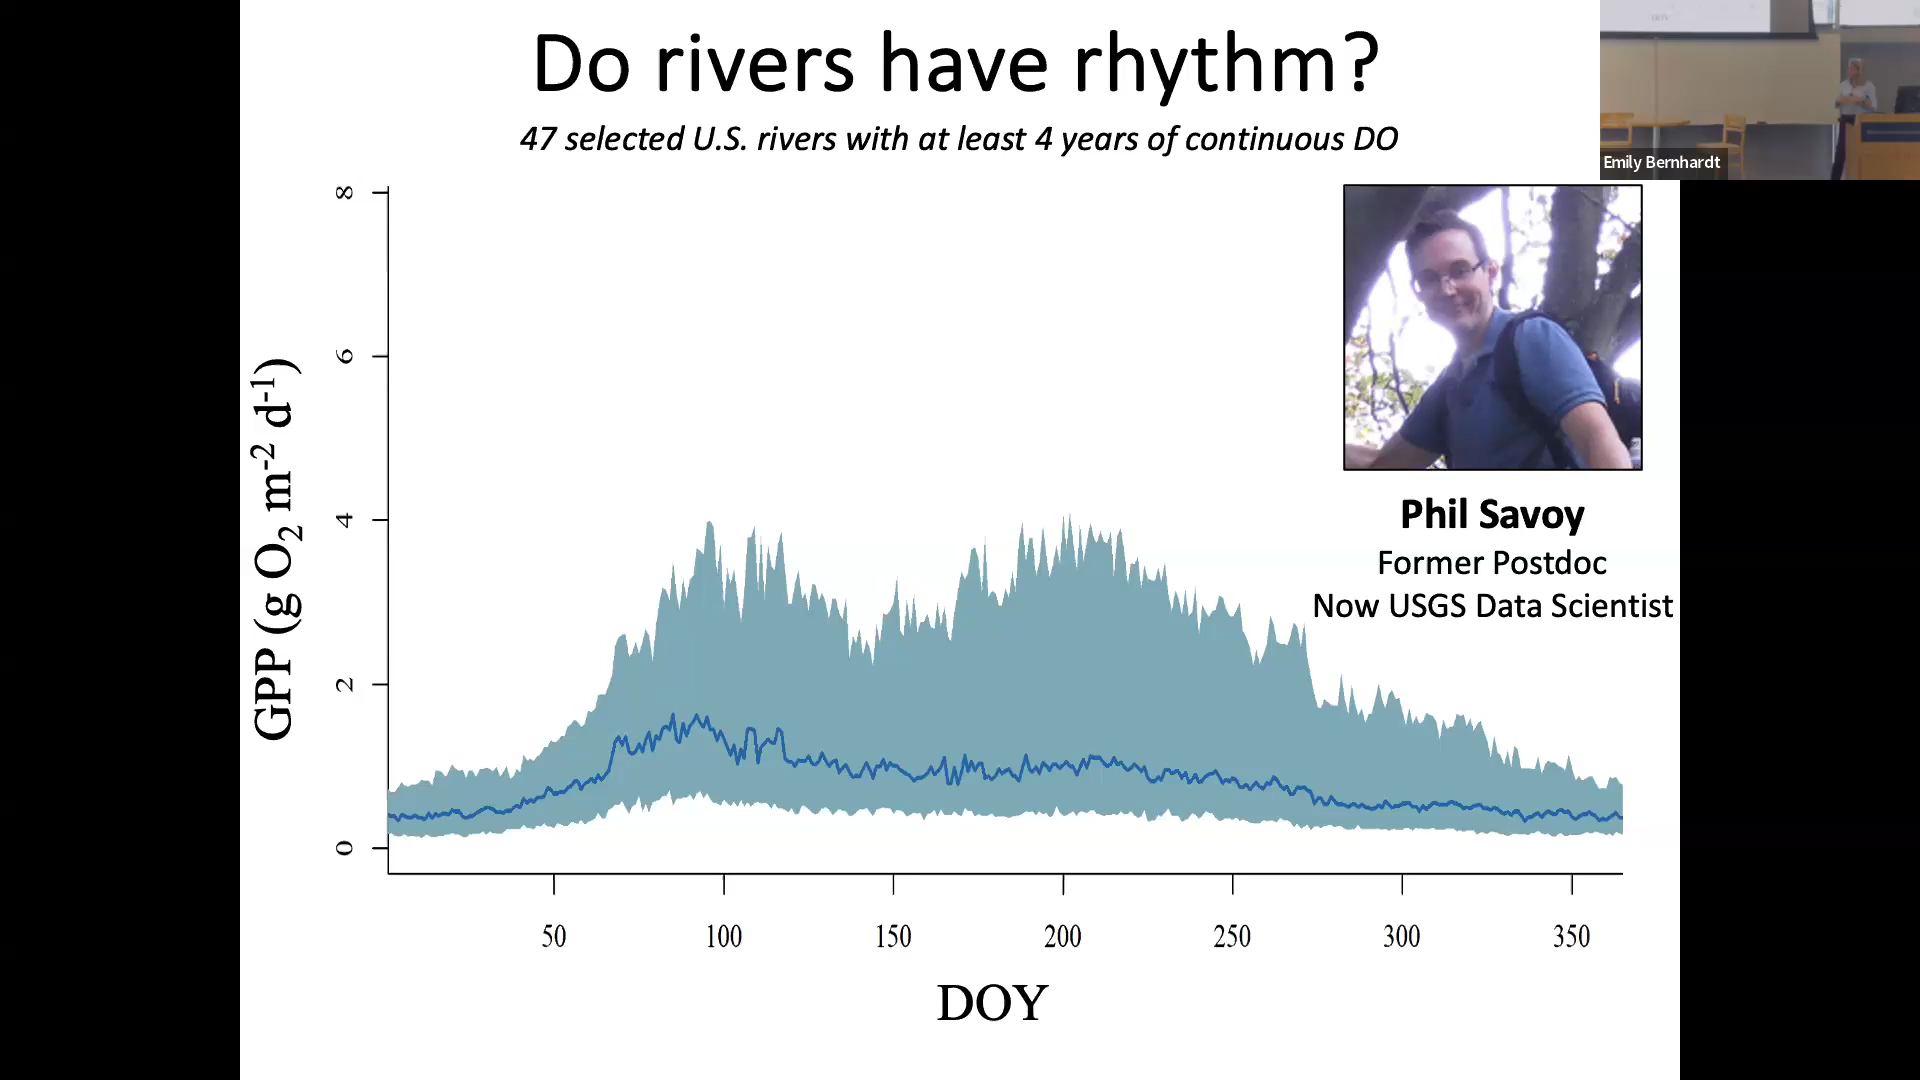 Do rivers have rhythm?
47 selected U.S. rivers with at least 4 years of continuous DO
Emily Bernhardt
8
6
4
2
0
GPP (g O₂ m⁻² d⁻¹)
Phil Savoy
Former Postdoc
Now USGS Data Scientist
50 100 150 200 250 300 350
DOY